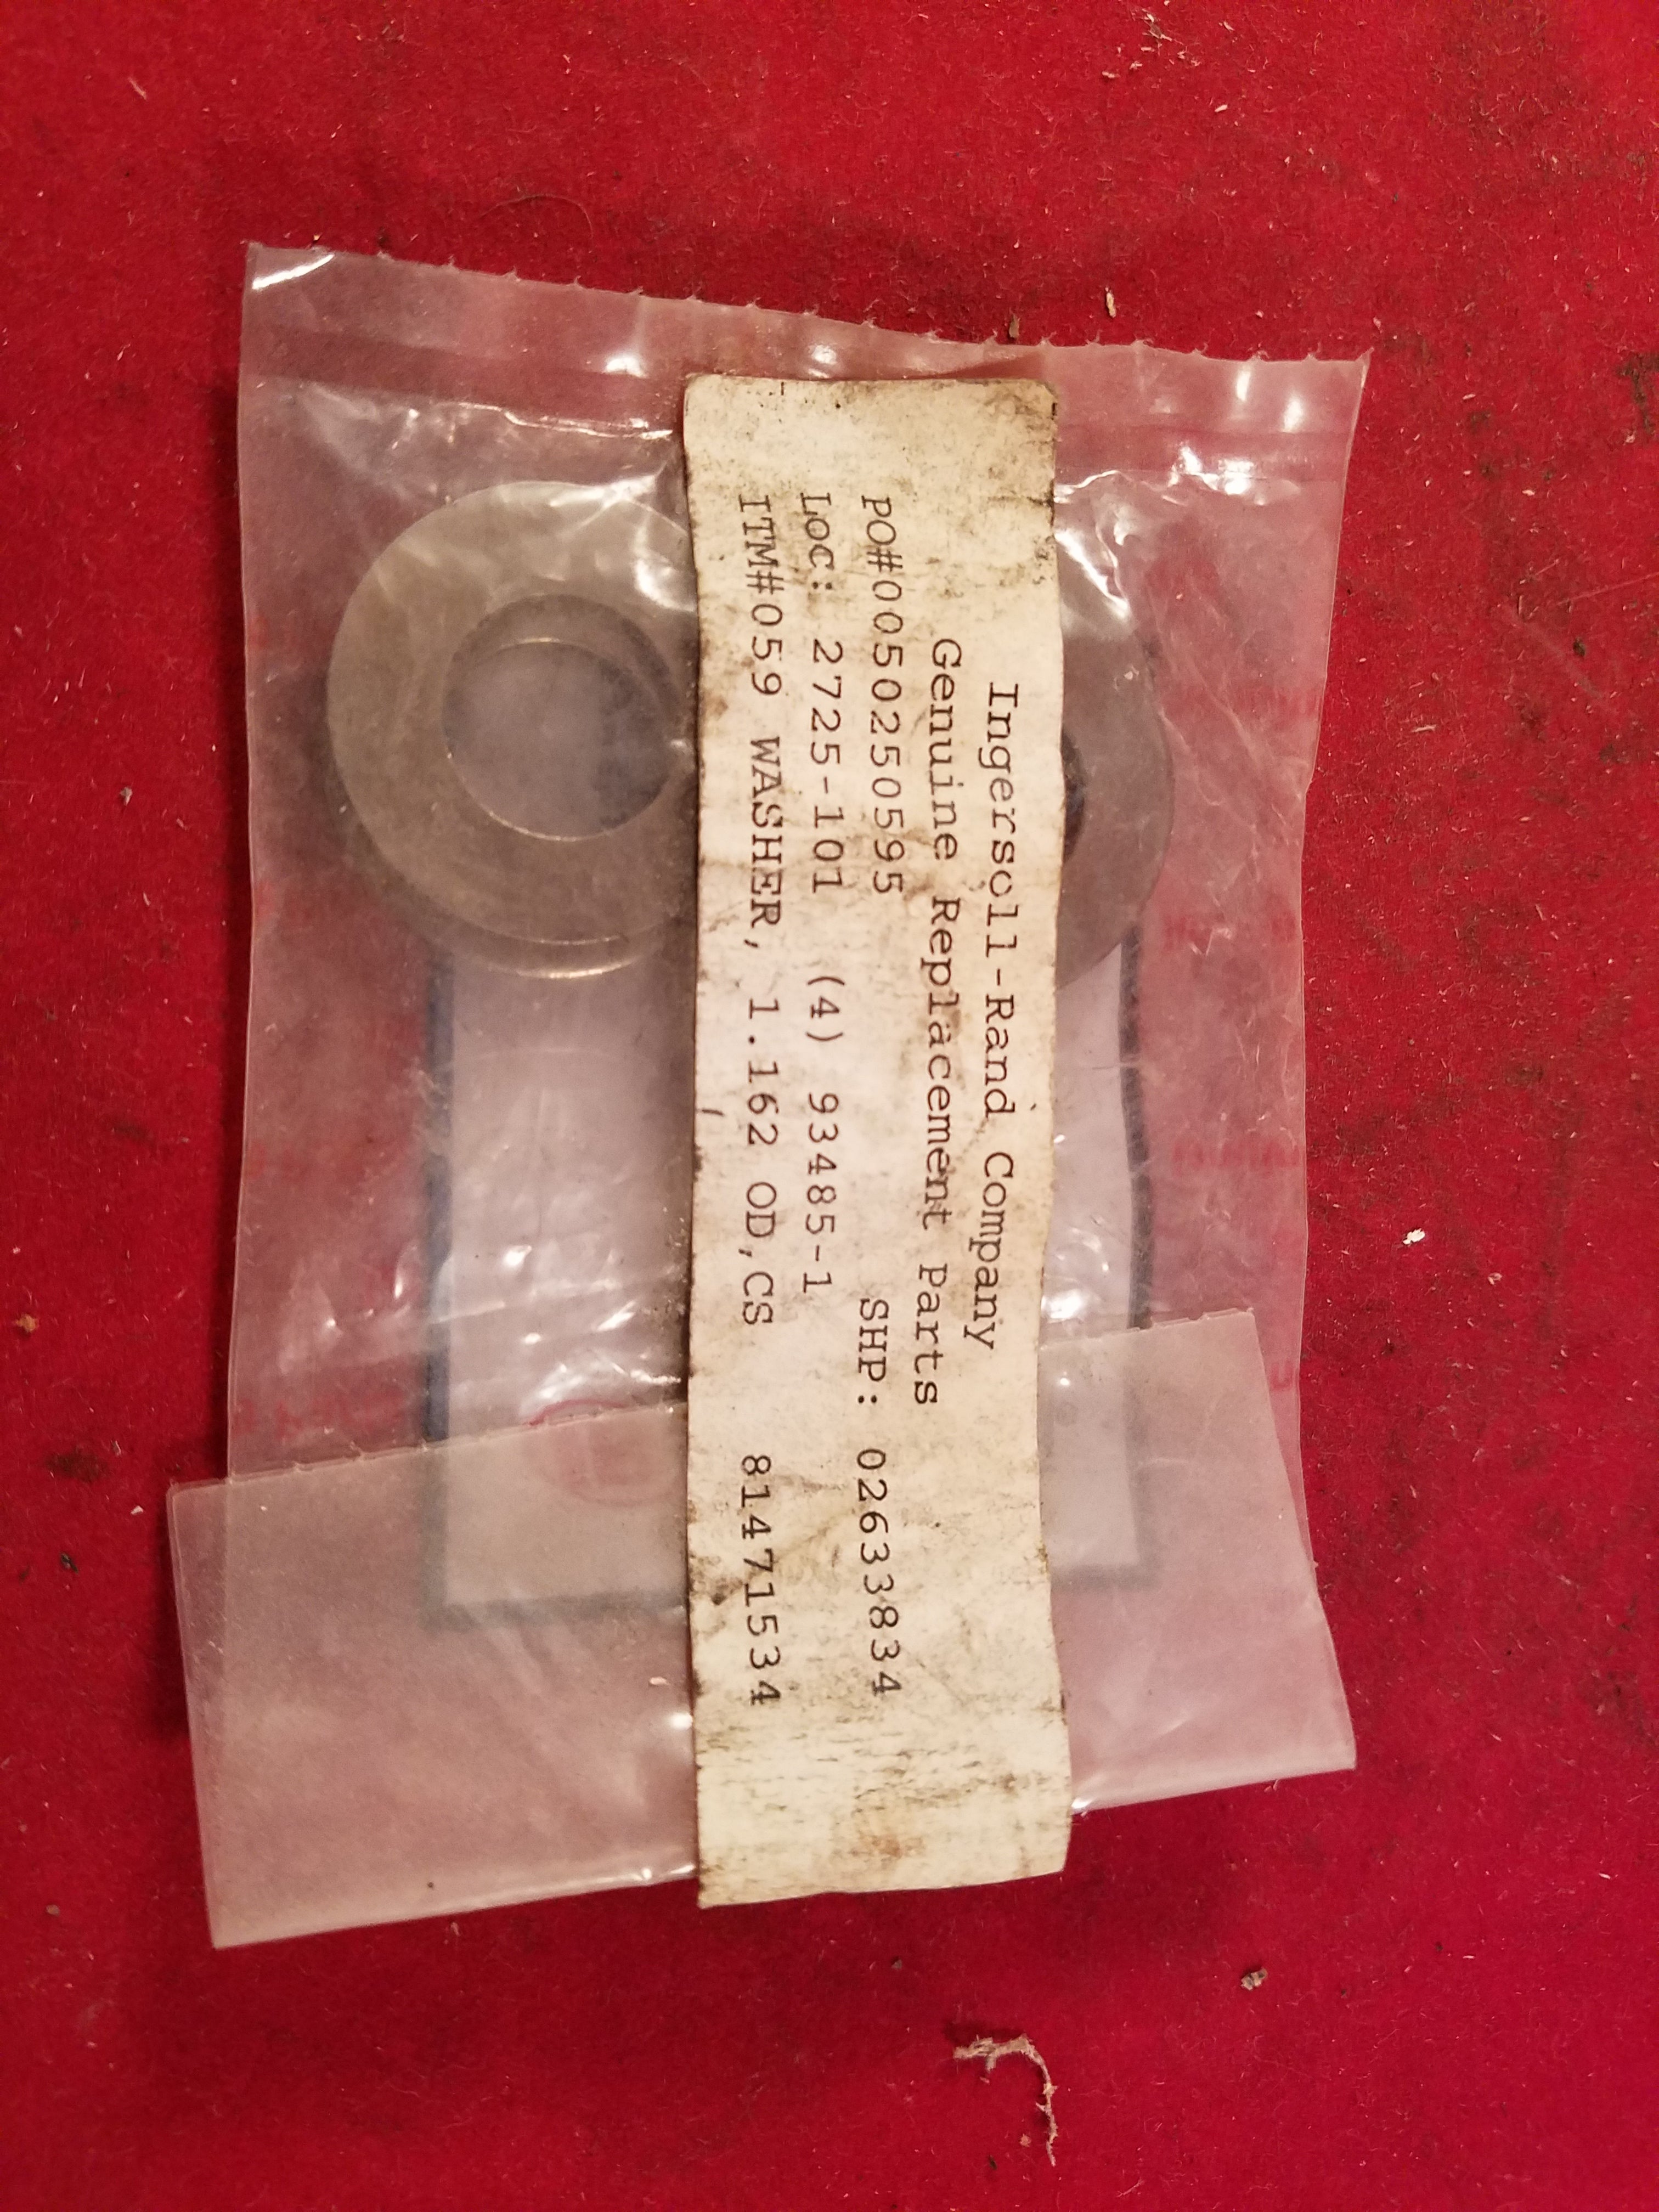 Ingersoll-Rand Company
Genuine Replacement Parts
PO#0050250595 SHP: 02633834
LOC: 2725-101 (4) 93485-1
ITM#059 WASHER, 1.162 OD,CS 81471534